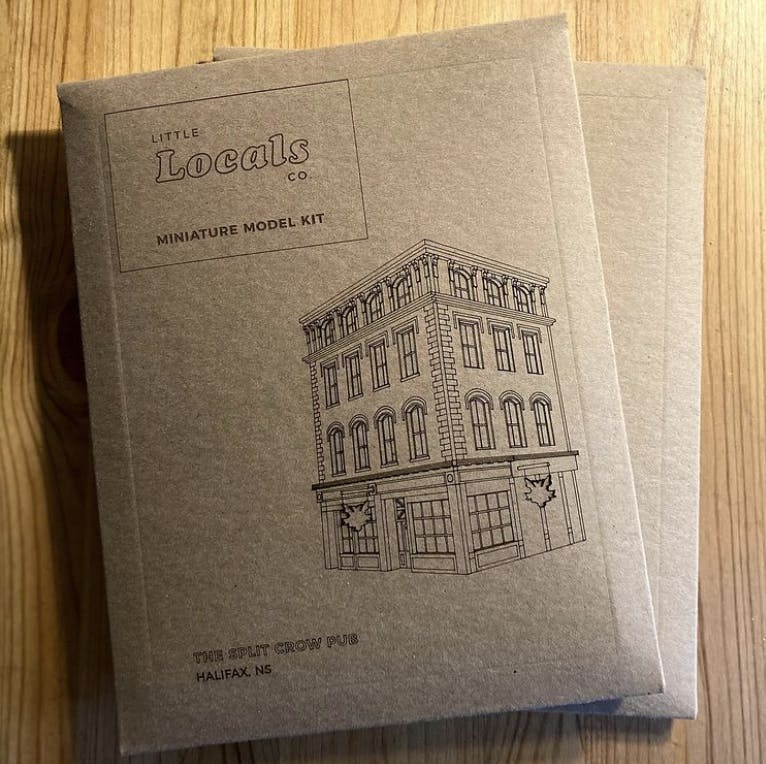 LITTLE
Locals
CO.
MINIATURE MODEL KIT
THE SPLIT CROW PUB
HALIFAX, NS